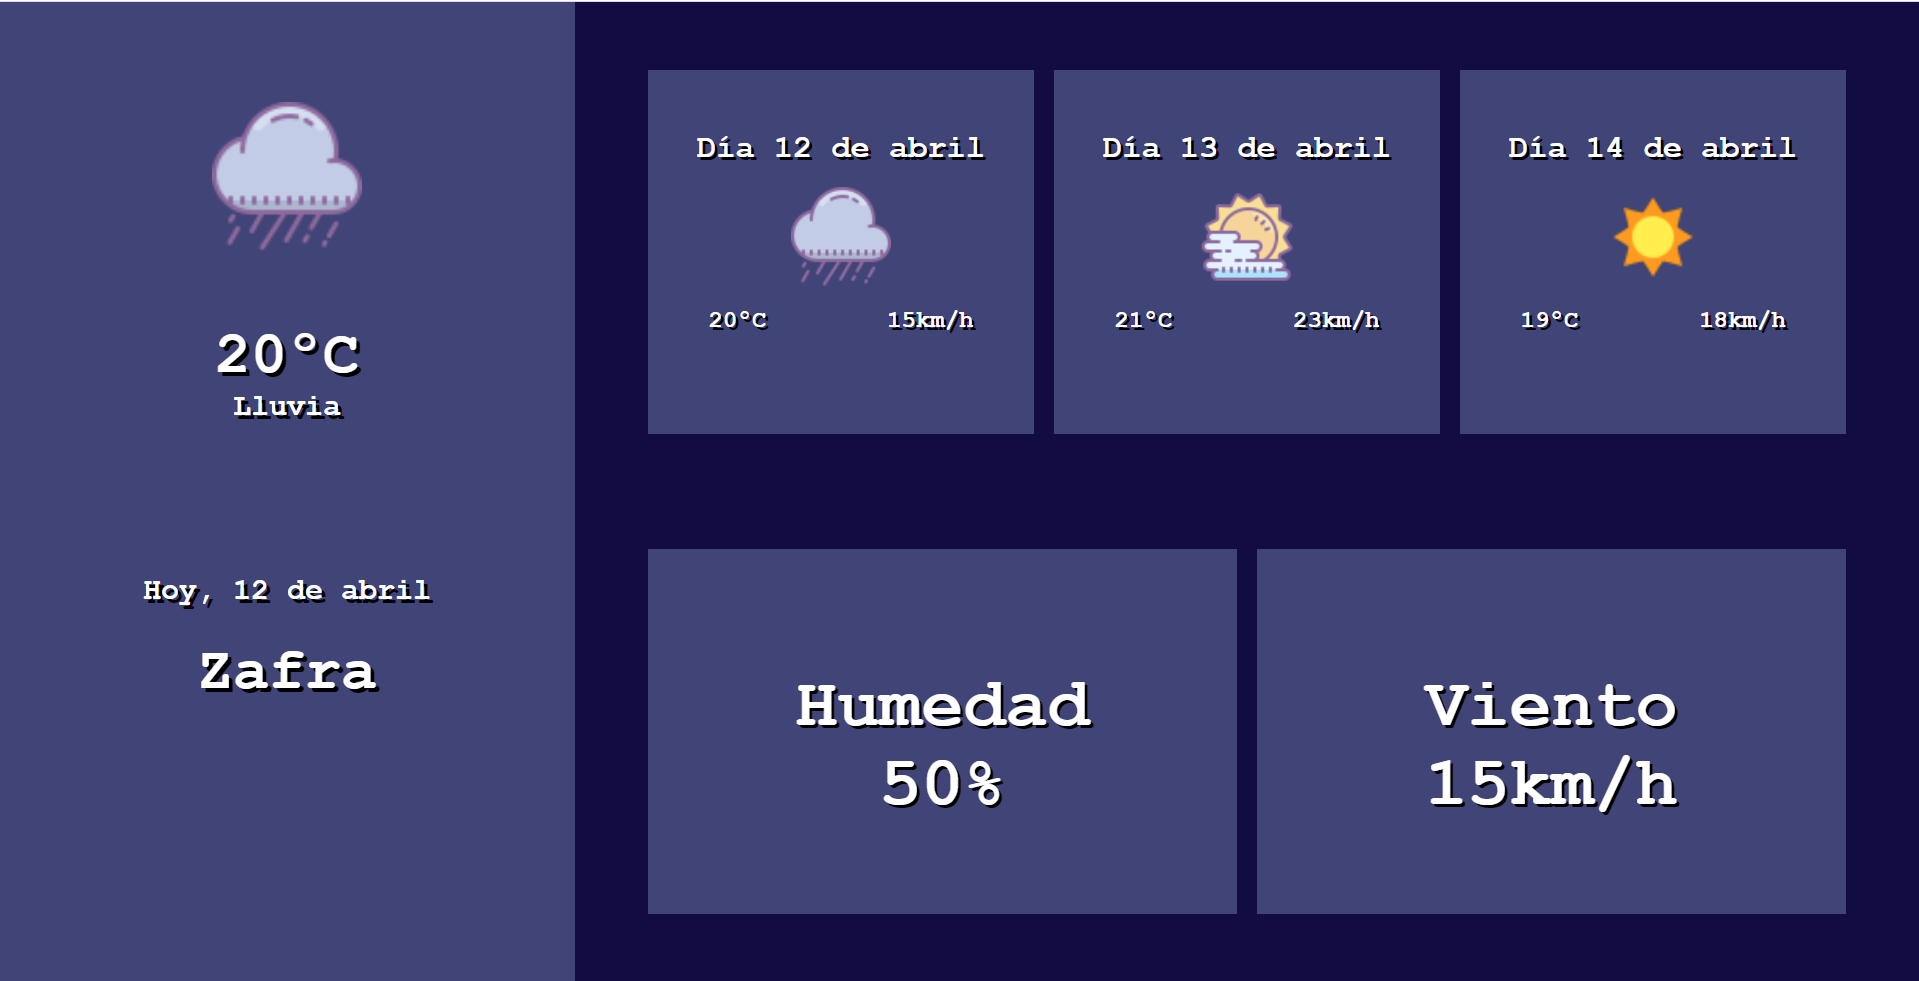 20°C
Lluvia
Hoy, 12 de abril
Zafra
Día 12 de abril
20°C 15km/h
Día 13 de abril
21°C 23km/h
Día 14 de abril
19°C 18km/h
Humedad
50%
Viento
15km/h